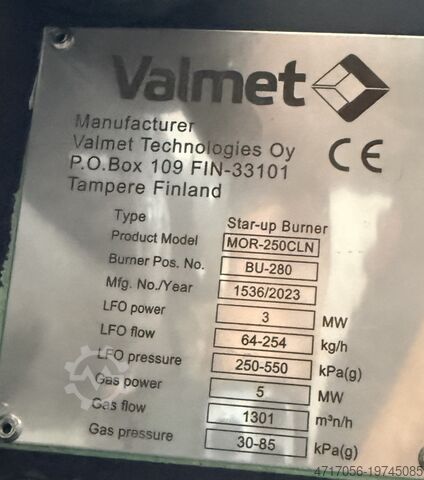 Valmet
Manufacturer
Valmet Technologies Oy
P.O.Box 109 FIN-33101
Tampere Finland
CE
Type Star-up Burner
Product Model MOR-250CLN
Burner Pos. No. BU-280
Mfg. No./Year 1536/2023
LFO power 3 MW
LFO flow 64-254 kg/h
LFO pressure 250-550 kPa(g)
Gas power 5 MW
Gas flow 1301 m³n/h
Gas pressure 30-85 kPa(g)
4717056-19745085